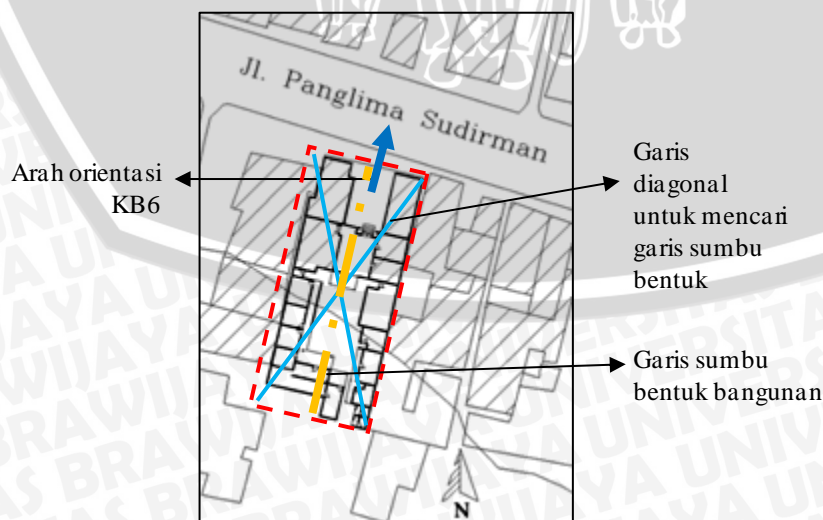 Jl. Panglima Sudirman
Arah orientasi
KB6
Garis
diagonal
untuk mencari
garis sumbu
bentuk
Garis sumbu
bentuk bangunan
N